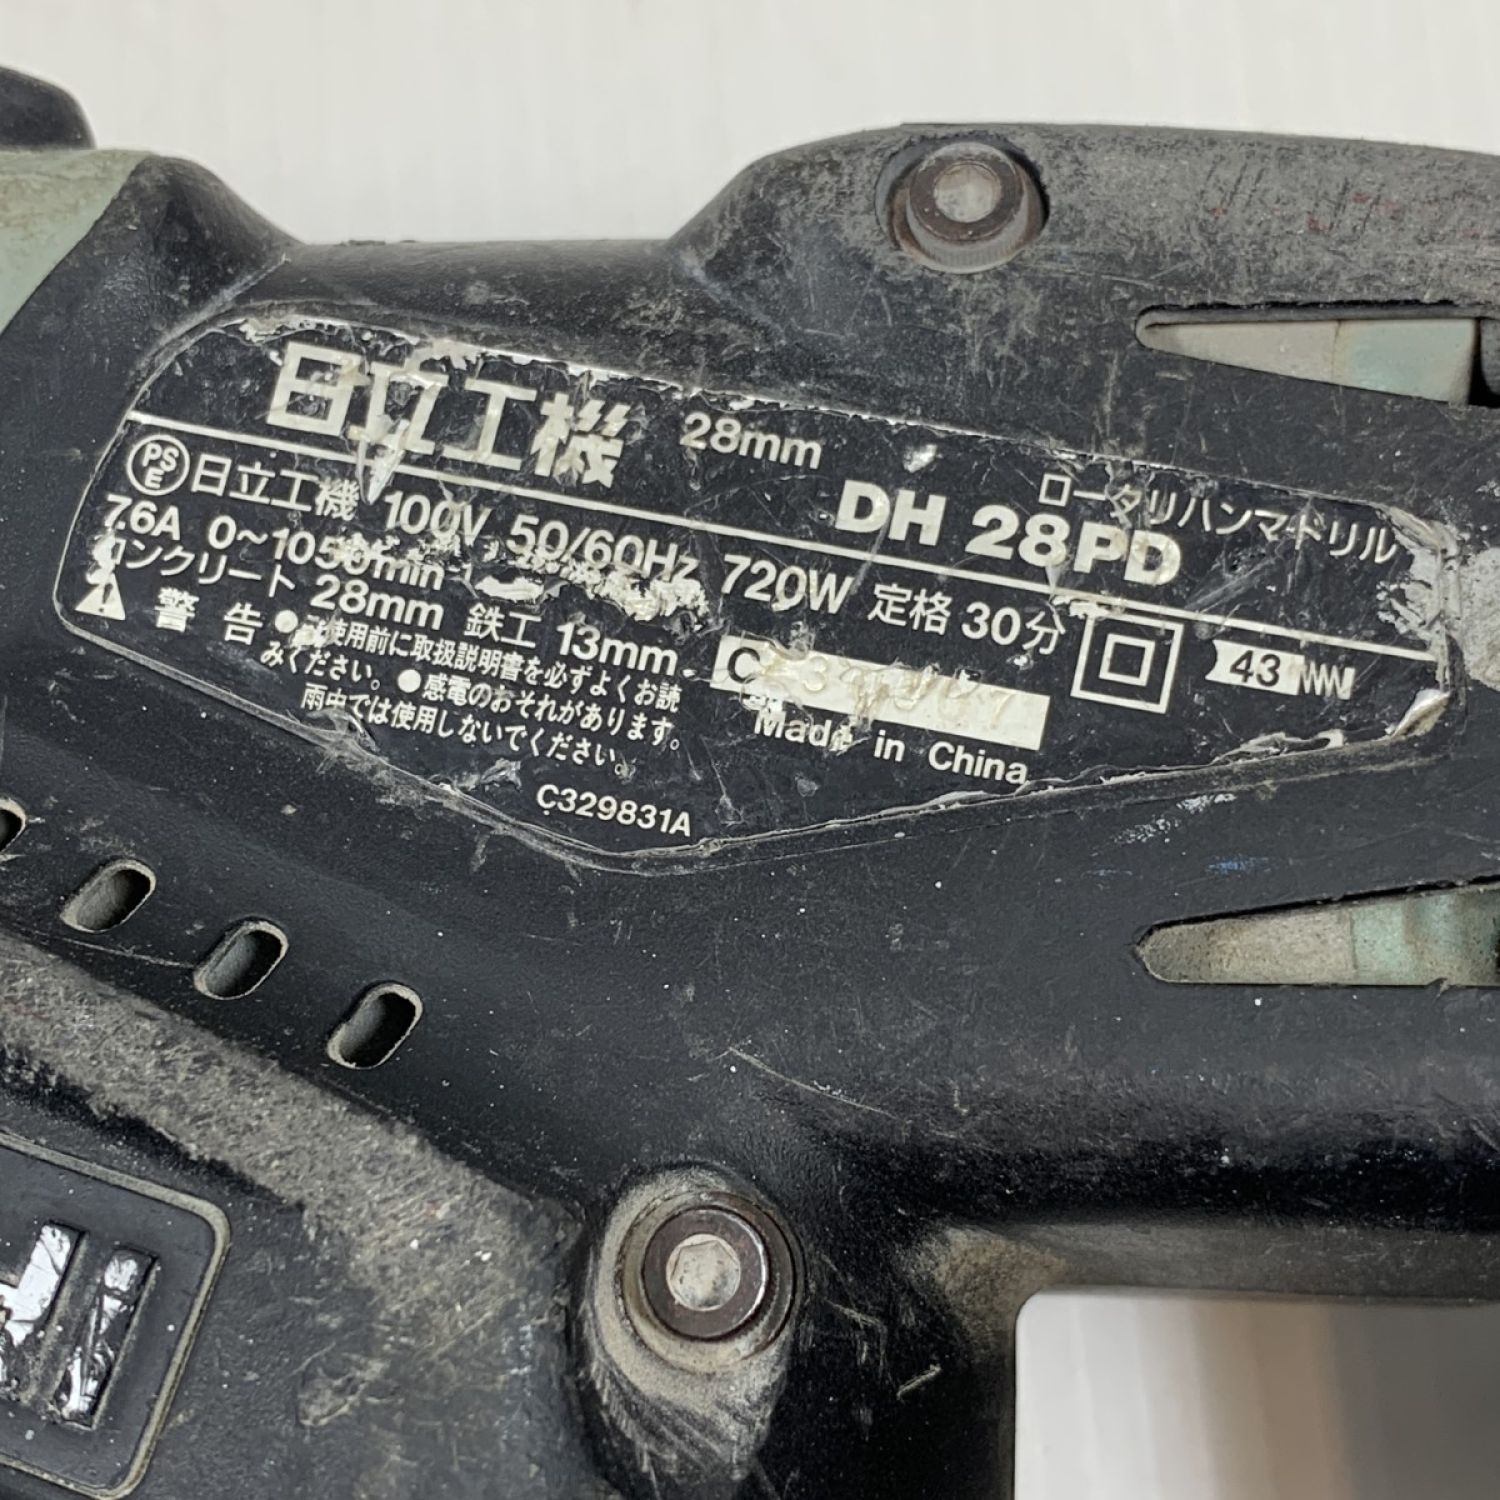 日立工機
28mm
ロータリハンマドリル
DH 28PD
PSE 日立工機 100V 50/60Hz 720W 定格 30分
7.6A 0~1050min
コンクリート 28mm 鉄工 13mm
警告 ●ご使用前に取扱説明書を必ずよくお読
みください。 ●感電のおそれがあります。
雨中では使用しないでください。
C329831A
C
Made in China
43